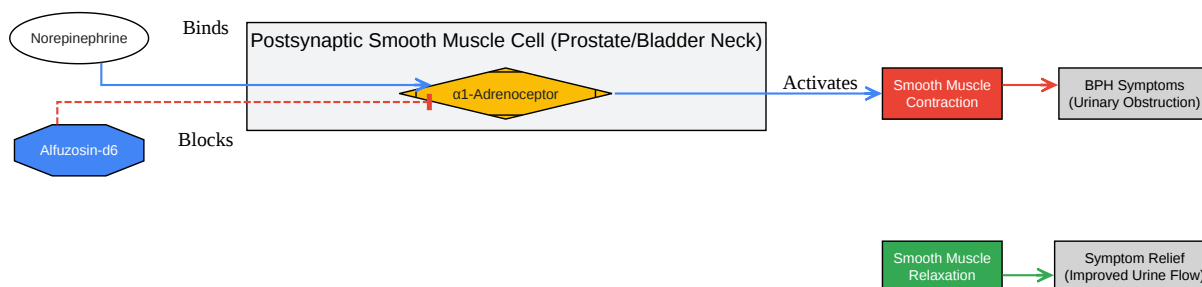 Norepinephrine
Binds
Postsynaptic Smooth Muscle Cell (Prostate/Bladder Neck)
α1-Adrenoceptor
Activates
Smooth Muscle
Contraction
BPH Symptoms
(Urinary Obstruction)
Alfuzosin-d6
Blocks
Smooth Muscle
Relaxation
Symptom Relief
(Improved Urine Flow)